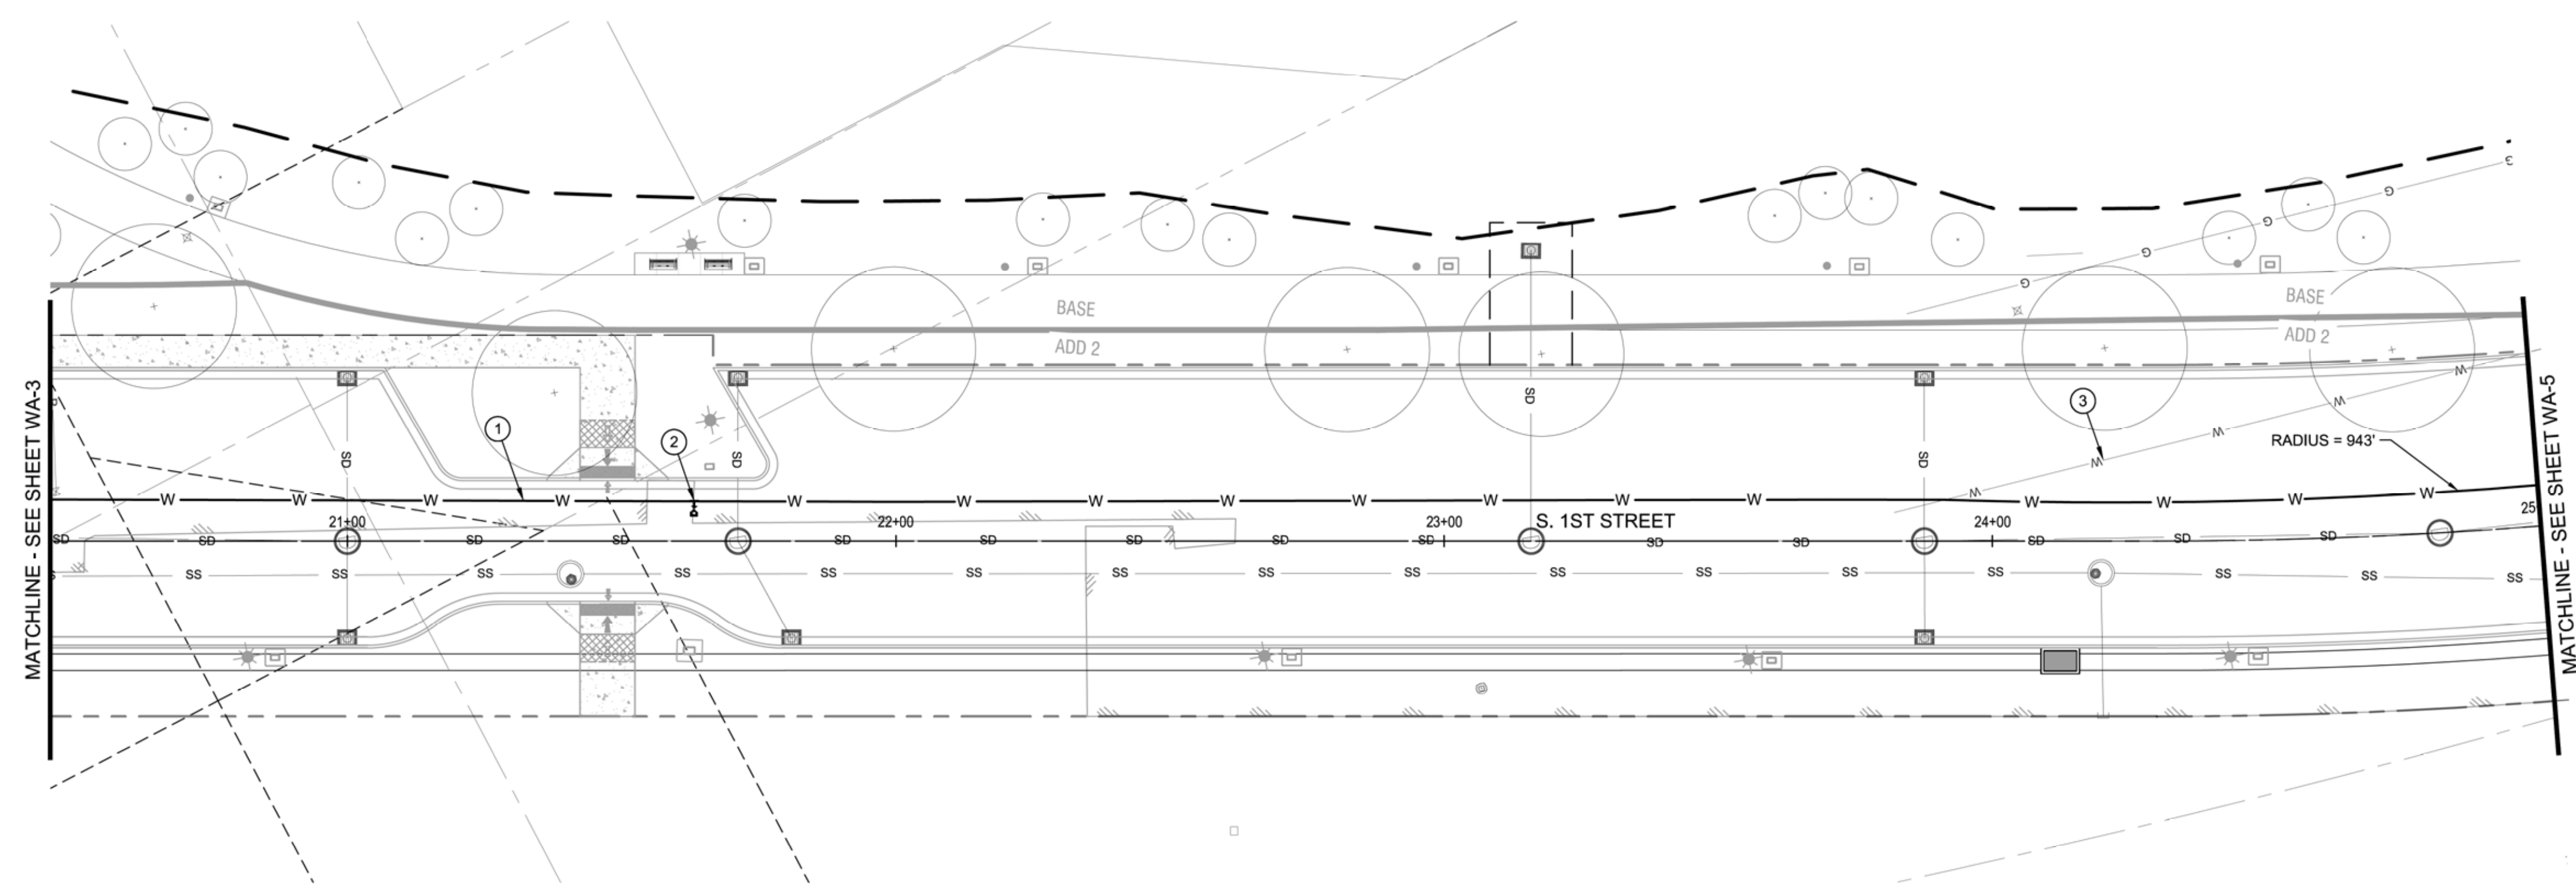 G
G
G
G
G
BASE
ADD 2
BASE
ADD 2
MATCHLINE - SEE SHEET WA-3
MATCHLINE - SEE SHEET WA-5
SD
SD
SD
SD
1
2
3
W
W
W
W
W
RADIUS = 943'
W W W W W W W W W W W W W W W W
21+00
22+00
23+00
S. 1ST STREET
24+00
25
SD SD SD SD SD SD SD SD SD SD SD SD SD SD
SS SS SS SS SS SS SS SS SS SS SS SS SS SS SS SS